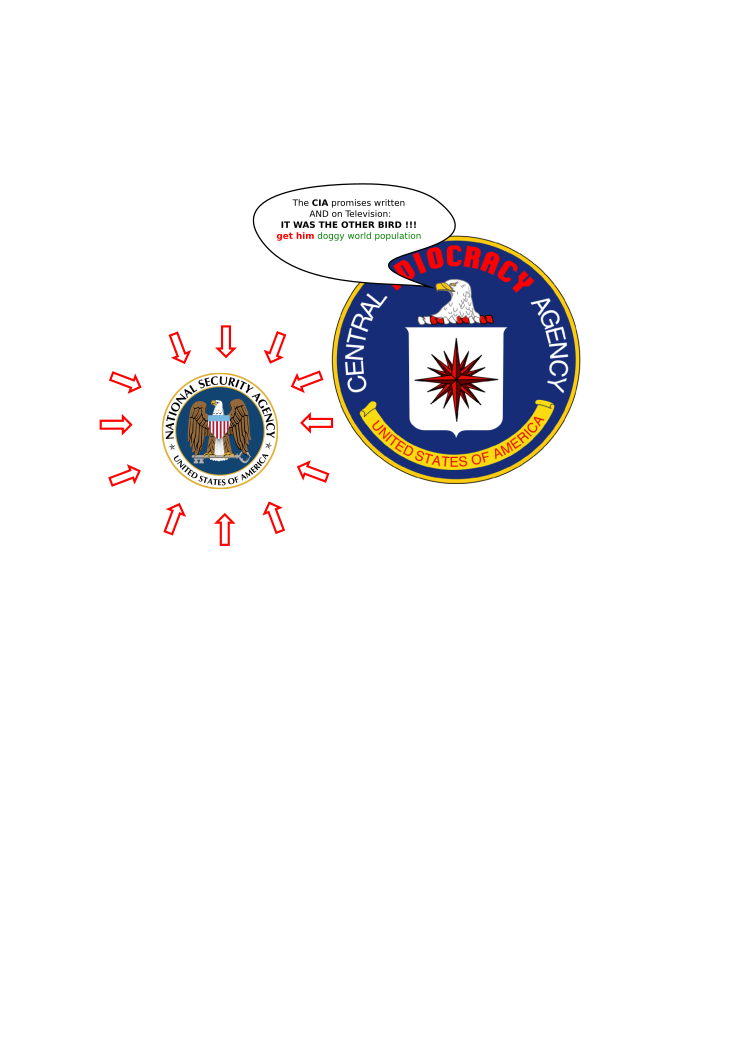 The CIA promises written
AND on Television:
IT WAS THE OTHER BIRD !!!
get him doggy world population
CENTRAL DIOCRACY AGENCY
UNITED STATES OF AMERICA
NATIONAL SECURITY AGENCY
UNITED STATES OF AMERICA